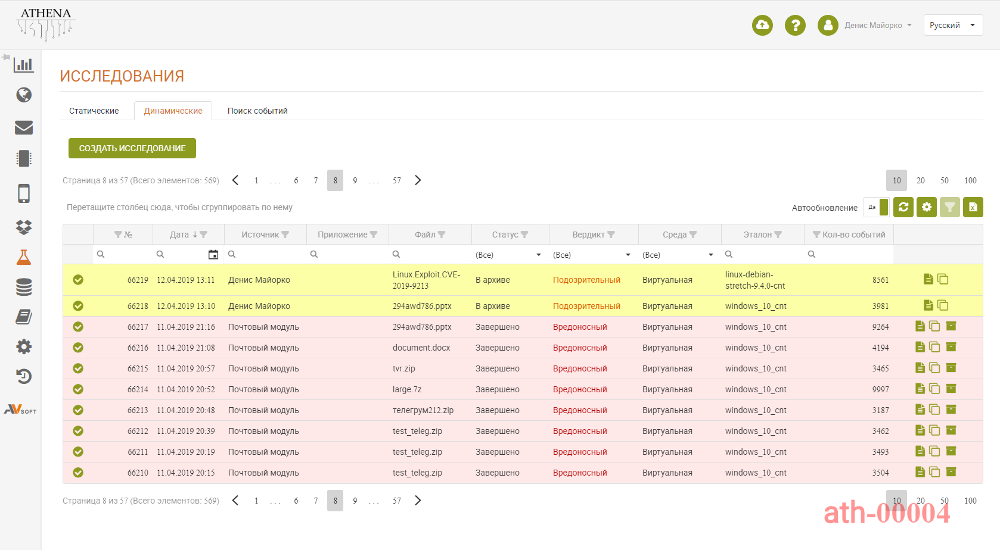 ATHENA
Денис Майорко
Русский
ИССЛЕДОВАНИЯ
Статические Динамические Поиск событий
СОЗДАТЬ ИССЛЕДОВАНИЕ
Страница 8 из 57 (Всего элементов: 569) 1 ... 6 7 8 9 ... 57 10 20 50 100
Перетащите столбец сюда, чтобы сгруппировать по нему Автообновление Да
№ Дата ↓ Источник Приложение Файл Статус Вердикт Среда Эталон Кол-во событий
(Все) (Все) (Все)
66219 12.04.2019 13:11 Денис Майорко Linux.Exploit.CVE-2019-9213 В архиве Подозрительный Виртуальная linux-debian-stretch-9.4.0-cnt 8561
66218 12.04.2019 13:10 Денис Майорко 294awd786.pptx В архиве Подозрительный Виртуальная windows_10_cnt 3981
66217 11.04.2019 21:16 Почтовый модуль 294awd786.pptx Завершено Вредоносный Виртуальная windows_10_cnt 9264
66216 11.04.2019 21:08 Почтовый модуль document.docx Завершено Вредоносный Виртуальная windows_10_cnt 4194
66215 11.04.2019 20:57 Почтовый модуль tvr.zip Завершено Вредоносный Виртуальная windows_10_cnt 3465
66214 11.04.2019 20:52 Почтовый модуль large.7z Завершено Вредоносный Виртуальная windows_10_cnt 9997
66213 11.04.2019 20:48 Почтовый модуль телегрум212.zip Завершено Вредоносный Виртуальная windows_10_cnt 3187
66212 11.04.2019 20:39 Почтовый модуль test_teleg.zip Завершено Вредоносный Виртуальная windows_10_cnt 3462
66211 11.04.2019 20:19 Почтовый модуль test_teleg.zip Завершено Вредоносный Виртуальная windows_10_cnt 3493
66210 11.04.2019 20:15 Почтовый модуль test_teleg.zip Завершено Вредоносный Виртуальная windows_10_cnt 3504
AVSOFT
Страница 8 из 57 (Всего элементов: 569) 1 ... 6 7 8 9 ... 57 10 20 50 100
ath-00004